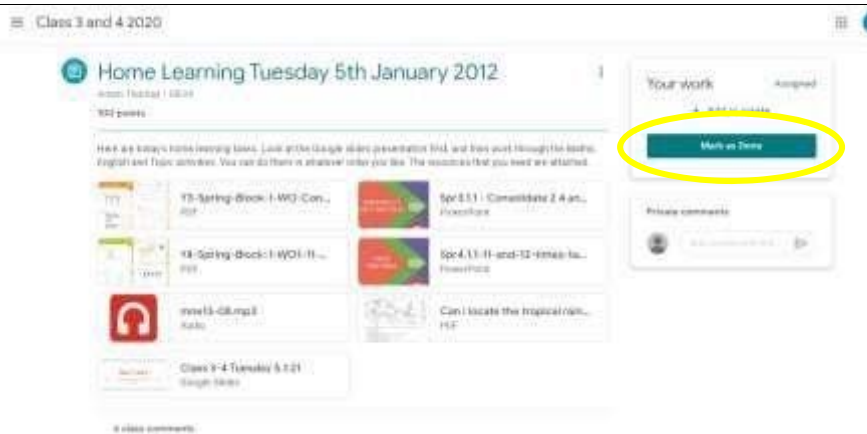 Class 3 and 4 2020
Home Learning Tuesday 5th January 2012
100 points
Your work
Assigned
Mark as Done
Here are today's home learning tasks. Look at the Google slides presentation first, and then work through the Maths,
English and Topic activities. You can do them in whatever order you like. The resources that you need are attached.
Y3-Spring-Block-1-WO-Con...
PDF
Spr3.1.1 - Consolidate 2 4 an...
PowerPoint
Private comments
Y4-Spring-Block-1-WO1-11-...
PDF
Spr4.1.1-11-and-12-times-ta...
PowerPoint
mne13-08.mp3
Audio
Can I locate the tropical rain...
PDF
Class 3-4 Tuesday 5.1.21
Google Slides
class comments